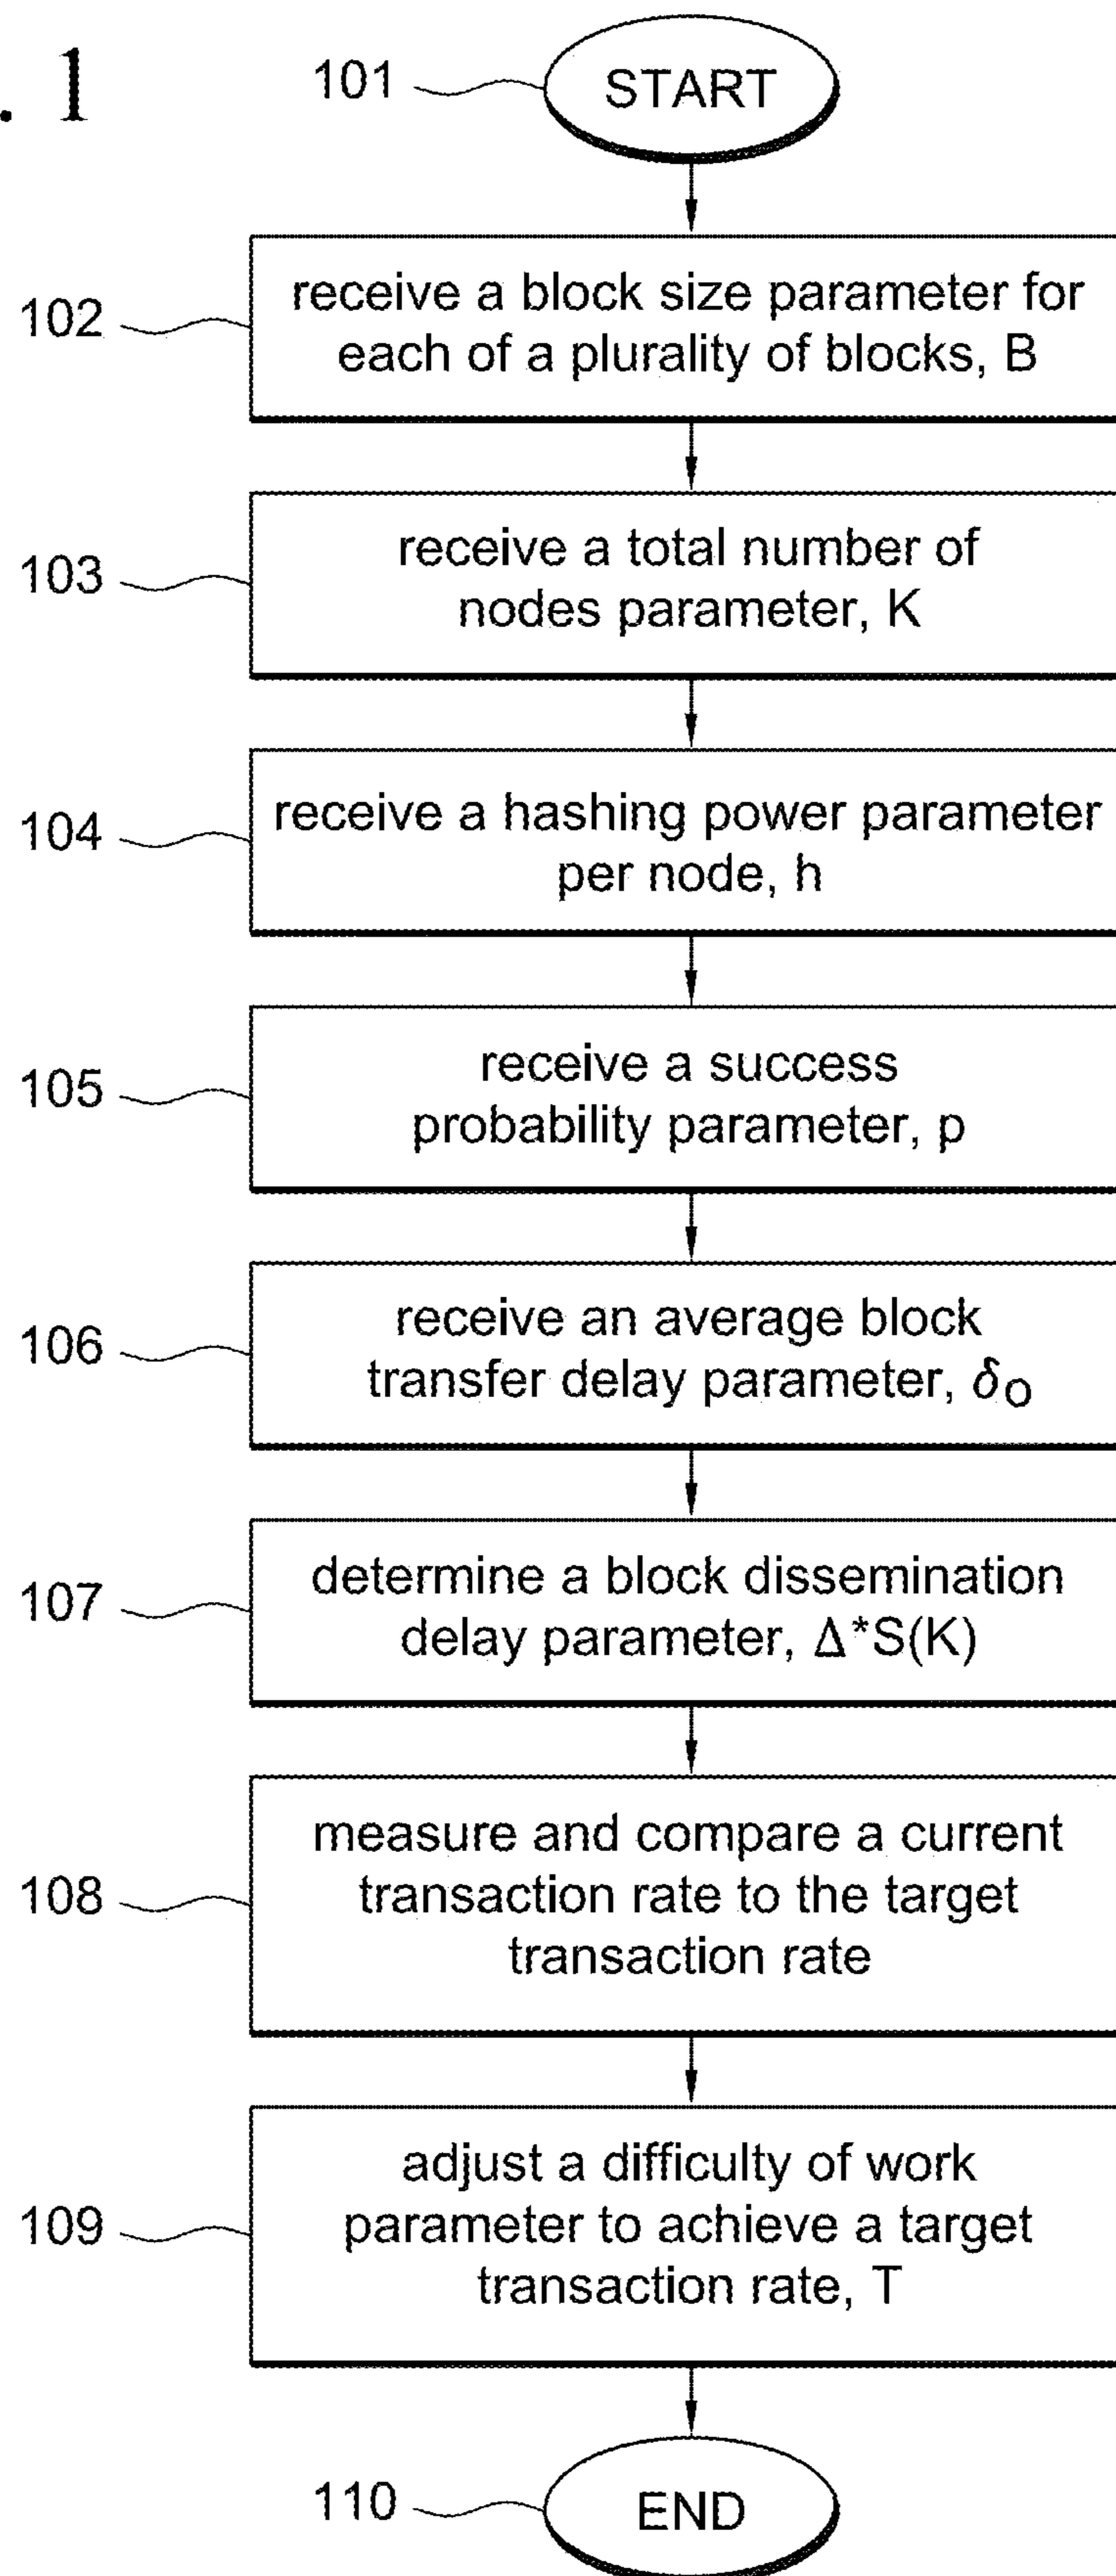 . 1
101
START
102
receive a block size parameter for
each of a plurality of blocks, B
103
receive a total number of
nodes parameter, K
104
receive a hashing power parameter
per node, h
105
receive a success
probability parameter, p
106
receive an average block
transfer delay parameter, δo
107
determine a block dissemination
delay parameter, Δ*S(K)
108
measure and compare a current
transaction rate to the target
transaction rate
109
adjust a difficulty of work
parameter to achieve a target
transaction rate, T
110
END